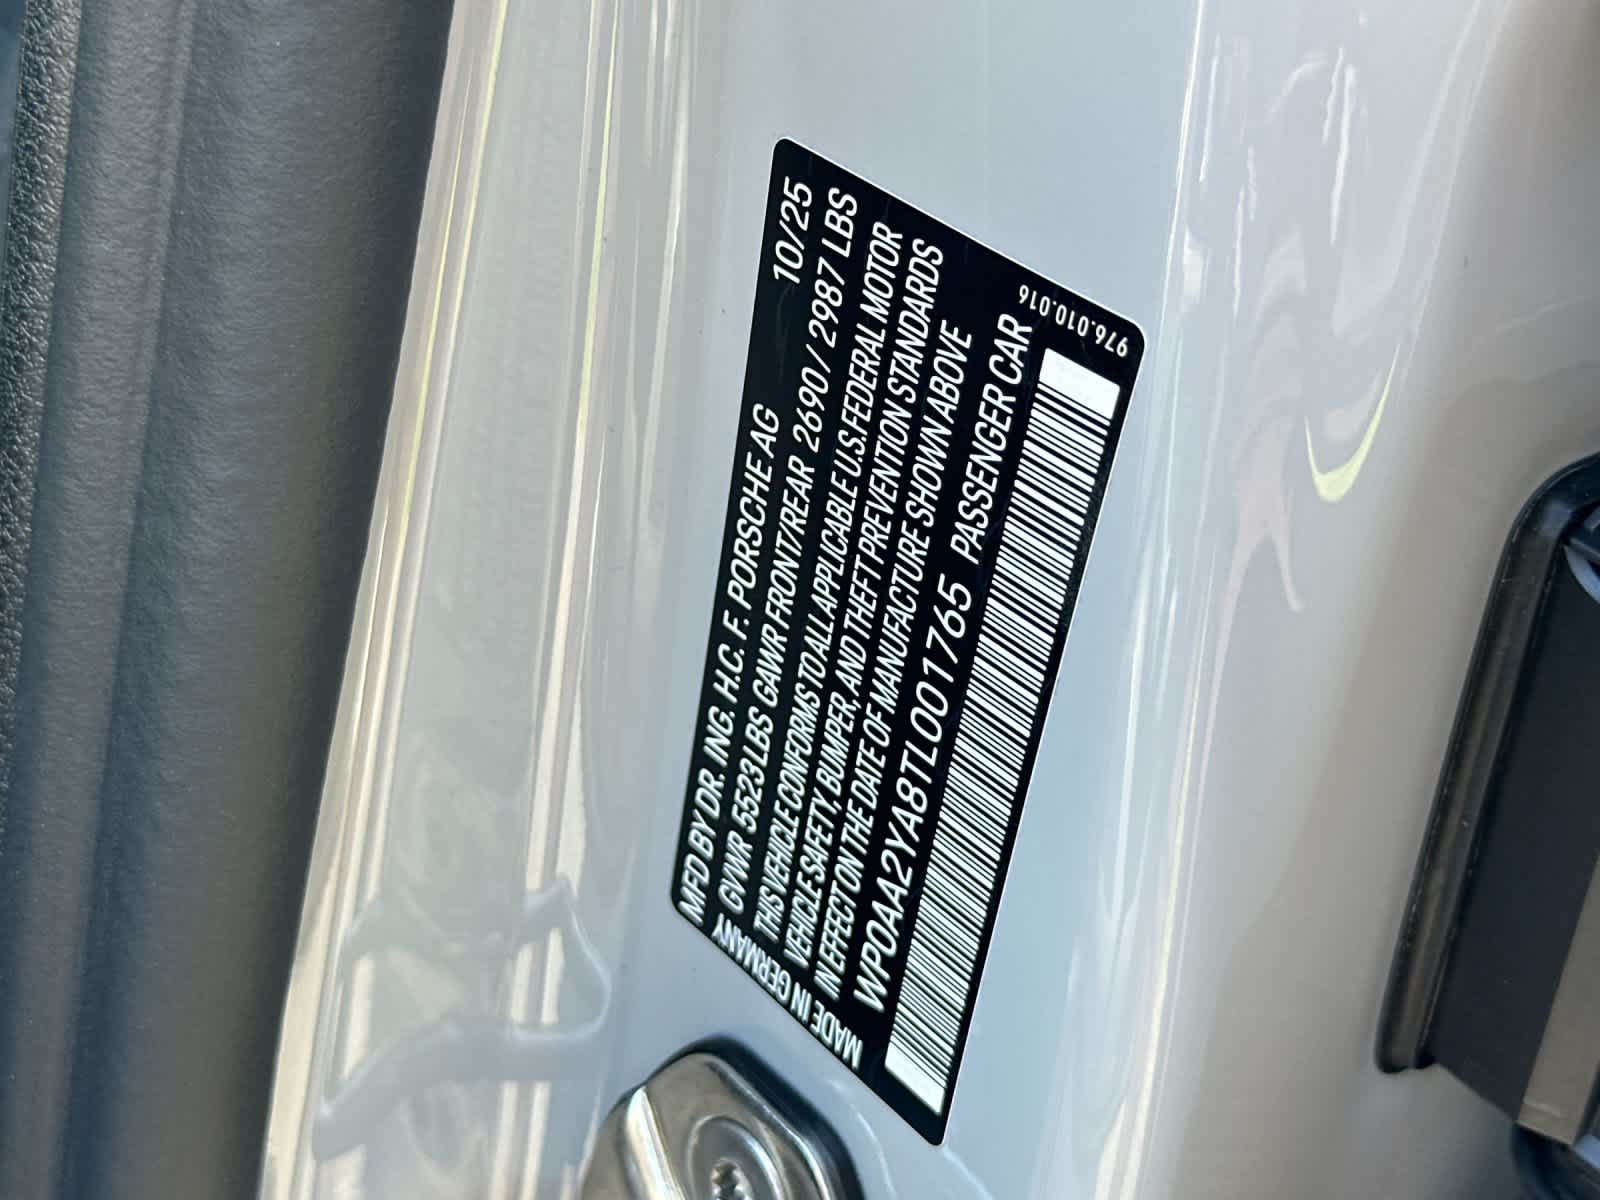 MFD BY DR. ING. H.C. F. PORSCHE AG 10/25
GVWR 5523 LBS GAWR FRONT/REAR 2690 / 2987 LBS
THIS VEHICLE CONFORMS TO ALL APPLICABLE U.S. FEDERAL MOTOR
VEHICLE SAFETY, BUMPER, AND THEFT PREVENTION STANDARDS
IN EFFECT ON THE DATE OF MANUFACTURE SHOWN ABOVE
WP0AA2YA8TL001765 PASSENGER CAR
MADE IN GERMANY
976.010.016